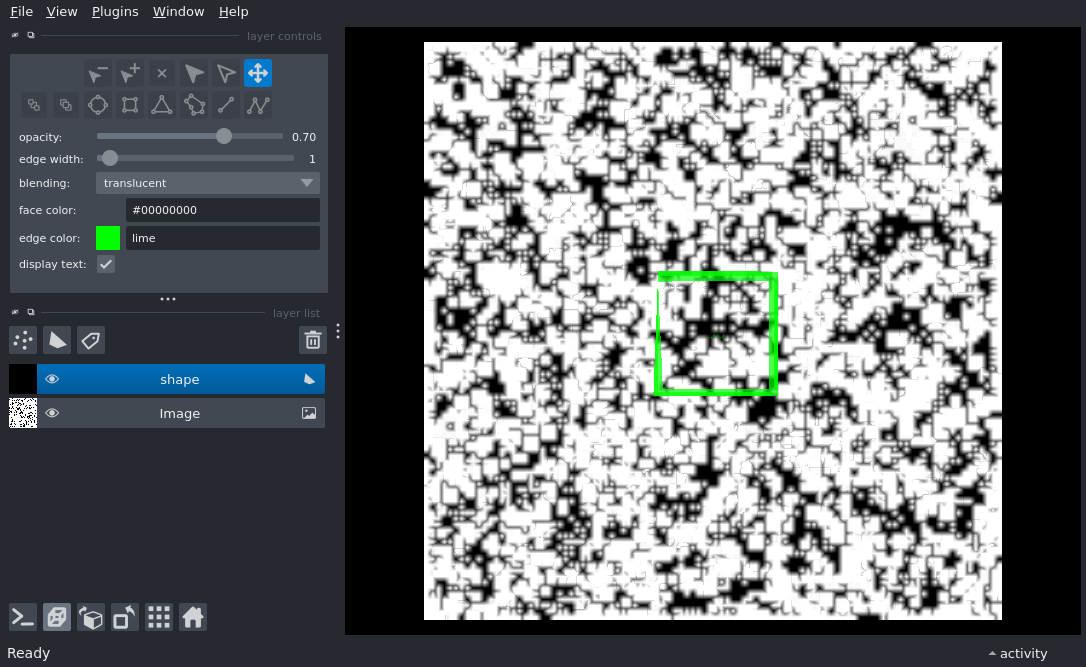 File View Plugins Window Help
layer controls
opacity: 0.70
edge width: 1
blending: translucent
face color: #00000000
edge color: lime
display text:
layer list
shape
Image
Ready
activity